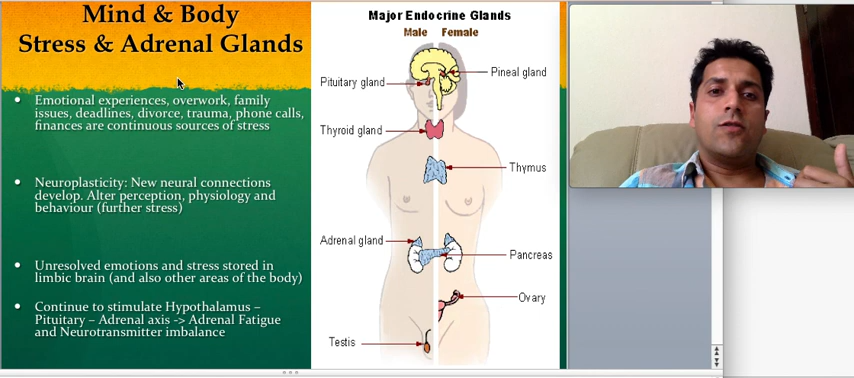 Mind & Body
Stress & Adrenal Glands
Emotional experiences, overwork, family
issues, deadlines, divorce, trauma, phone calls,
finances are continuous sources of stress
Neuroplasticity: New neural connections
develop. Alter perception, physiology and
behaviour (further stress)
Unresolved emotions and stress stored in
limbic brain (and also other areas of the body)
Continue to stimulate Hypothalamus –
Pituitary – Adrenal axis -> Adrenal Fatigue
and Neurotransmitter imbalance
Major Endocrine Glands
Male Female
Pituitary gland
Pineal gland
Thyroid gland
Thymus
Adrenal gland
Pancreas
Ovary
Testis